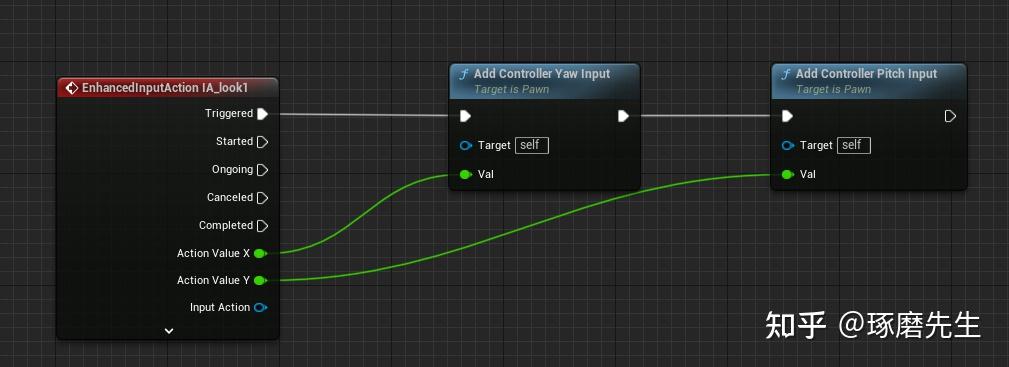 EnhancedInputAction IA_look1
Triggered
Started
Ongoing
Canceled
Completed
Action Value X
Action Value Y
Input Action
f Add Controller Yaw Input
Target is Pawn
Target self
Val
f Add Controller Pitch Input
Target is Pawn
Target self
Val
知乎 @琢磨先生